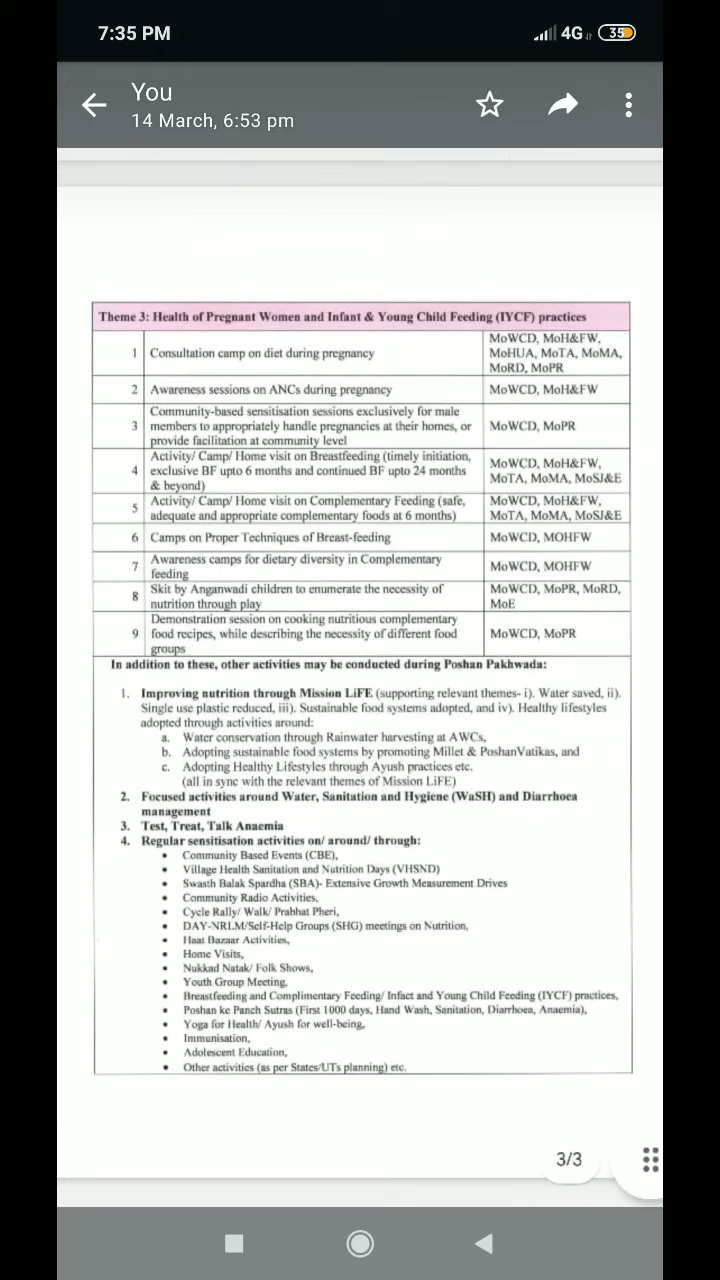 7:35 PM
4G 35
You
14 March, 6:53 pm
Theme 3: Health of Pregnant Women and Infant & Young Child Feeding (IYCF) practices
1 Consultation camp on diet during pregnancy
MoWCD, MoH&FW,
MoHUA, MoTA, MoMA,
MoRD, MoPR
2 Awareness sessions on ANCs during pregnancy
MoWCD, MoH&FW
3 Community-based sensitisation sessions exclusively for male
members to appropriately handle pregnancies at their homes, or
provide facilitation at community level
MoWCD, MoPR
4 Activity/ Camp/ Home visit on Breastfeeding (timely initiation,
exclusive BF upto 6 months and continued BF upto 24 months
& beyond)
MoWCD, MoH&FW,
MoTA, MoMA, MoSJ&E
5 Activity/ Camp/ Home visit on Complementary Feeding (safe,
adequate and appropriate complementary foods at 6 months)
MoWCD, MoH&FW,
MoTA, MoMA, MoSJ&E
6 Camps on Proper Techniques of Breast-feeding
MoWCD, MOHFW
7 Awareness camps for dietary diversity in Complementary
feeding
MoWCD, MOHFW
8 Skit by Anganwadi children to enumerate the necessity of
nutrition through play
MoWCD, MoPR, MoRD,
MoE
9 Demonstration session on cooking nutritious complementary
food recipes, while describing the necessity of different food
groups
MoWCD, MoPR
In addition to these, other activities may be conducted during Poshan Pakhwada:
1. Improving nutrition through Mission LiFE (supporting relevant themes- i). Water saved, ii).
Single use plastic reduced, iii). Sustainable food systems adopted, and iv). Healthy lifestyles
adopted through activities around:
a. Water conservation through Rainwater harvesting at AWCs,
b. Adopting sustainable food systems by promoting Millet & PoshanVatikas, and
c. Adopting Healthy Lifestyles through Ayush practices etc.
(all in sync with the relevant themes of Mission LiFE)
2. Focused activities around Water, Sanitation and Hygiene (WaSH) and Diarrhoea
management
3. Test, Treat, Talk Anaemia
4. Regular sensitisation activities on/ around/ through:
• Community Based Events (CBE),
• Village Health Sanitation and Nutrition Days (VHSND)
• Swasth Balak Spardha (SBA)- Extensive Growth Measurement Drives
• Community Radio Activities,
• Cycle Rally/ Walk/ Prabhat Pheri,
• DAY-NRLM/Self-Help Groups (SHG) meetings on Nutrition,
• Haat Bazaar Activities,
• Home Visits,
• Nukkad Natak/ Folk Shows,
• Youth Group Meeting,
• Breastfeeding and Complimentary Feeding/ Infact and Young Child Feeding (IYCF) practices,
• Poshan ke Panch Sutras (First 1000 days, Hand Wash, Sanitation, Diarrhoea, Anaemia),
• Yoga for Health/ Ayush for well-being,
• Immunisation,
• Adolescent Education,
• Other activities (as per States/UTs planning) etc.
3/3